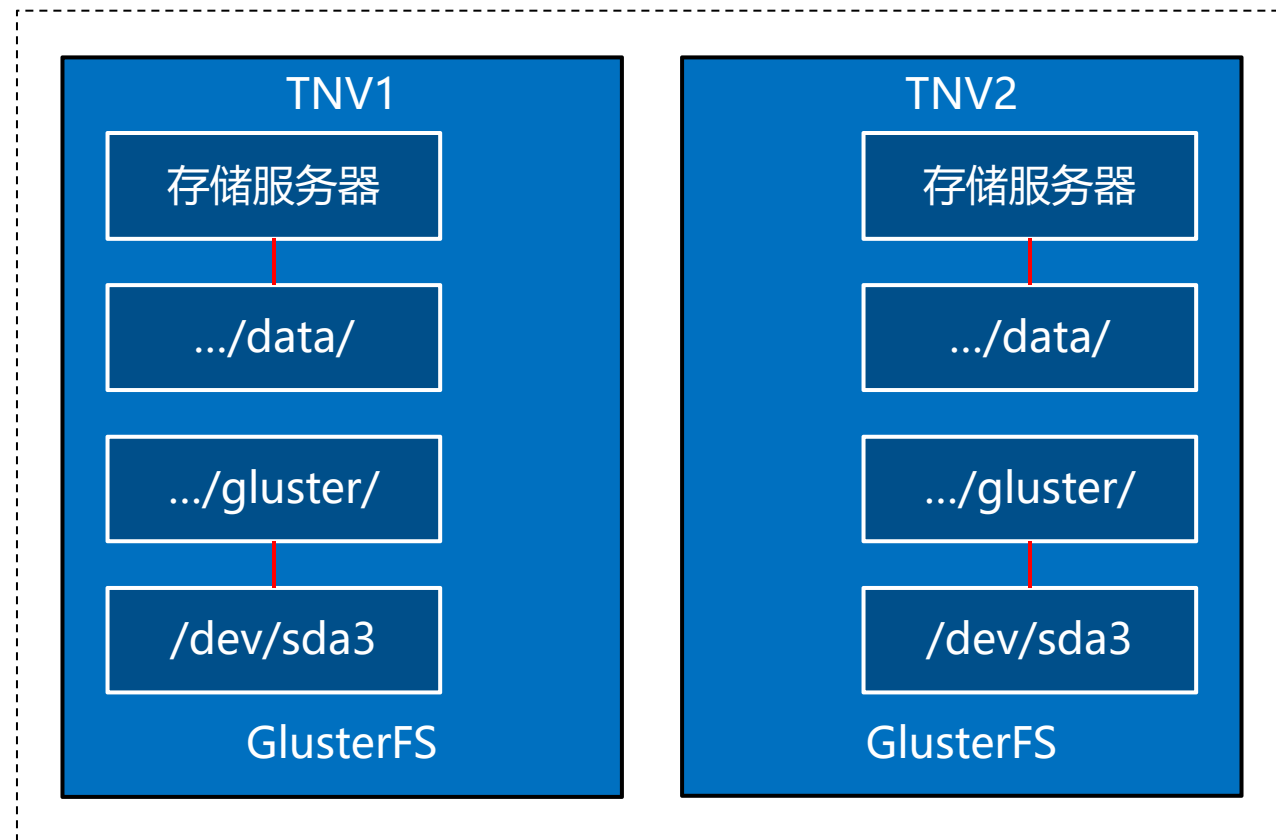 TNV1
存储服务器
.../data/
.../gluster/
/dev/sda3
GlusterFS
TNV2
存储服务器
.../data/
.../gluster/
/dev/sda3
GlusterFS